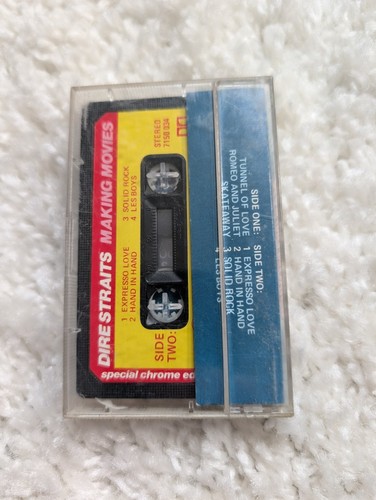 DIRE STRAITS MAKING MOVIES
1 EXPRESSO LOVE
2 HAND IN HAND
3 SOLID ROCK
4 LES BOYS
SIDE
TWO:
STEREO
7150 034
special chrome ed
SIDE ONE:
TUNNEL OF LOVE
ROMEO AND JULIET
SKATEAWAY
SIDE TWO:
1 EXPRESSO LOVE
2 HAND IN HAND
3 SOLID ROCK
4 LES BOYS